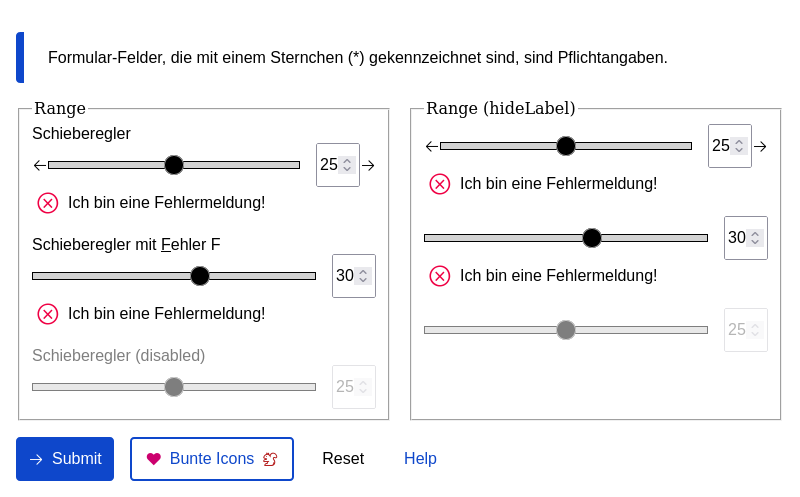 Formular-Felder, die mit einem Sternchen (*) gekennzeichnet sind, sind Pflichtangaben.
Range
Schieberegler
25
Ich bin eine Fehlermeldung!
Schieberegler mit Fehler F
30
Ich bin eine Fehlermeldung!
Schieberegler (disabled)
25
Range (hideLabel)
25
Ich bin eine Fehlermeldung!
30
Ich bin eine Fehlermeldung!
25
Submit
Bunte Icons
Reset
Help